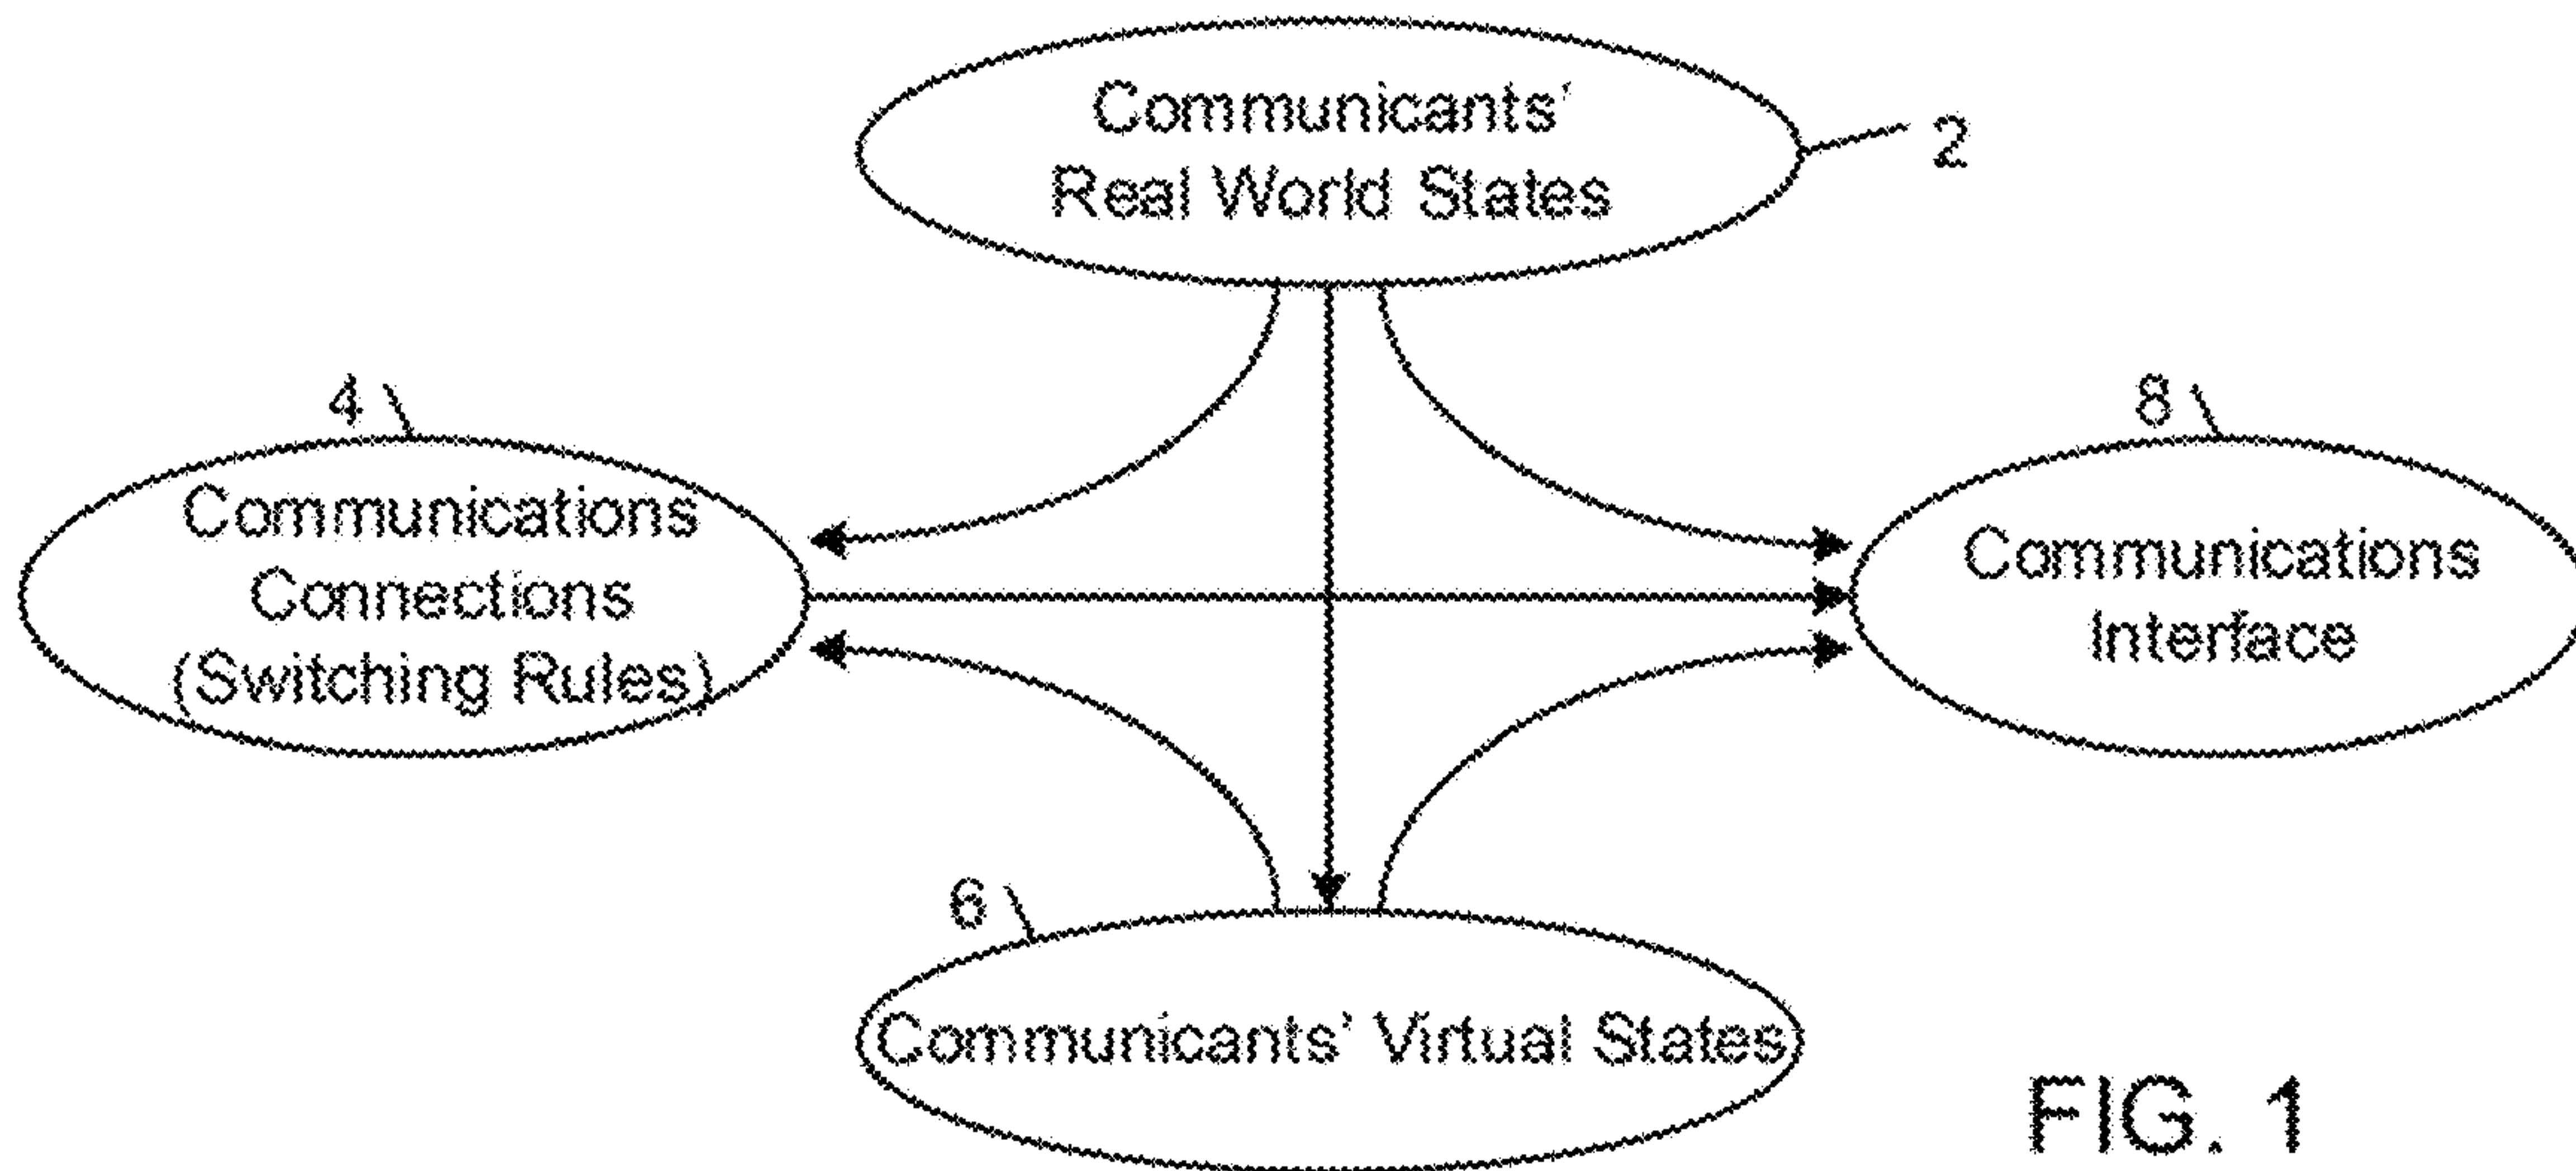 Communicants'
Real World States
2
4
Communications
Connections
(Switching Rules)
8
Communications
Interface
6
Communicants' Virtual States
FIG. 1